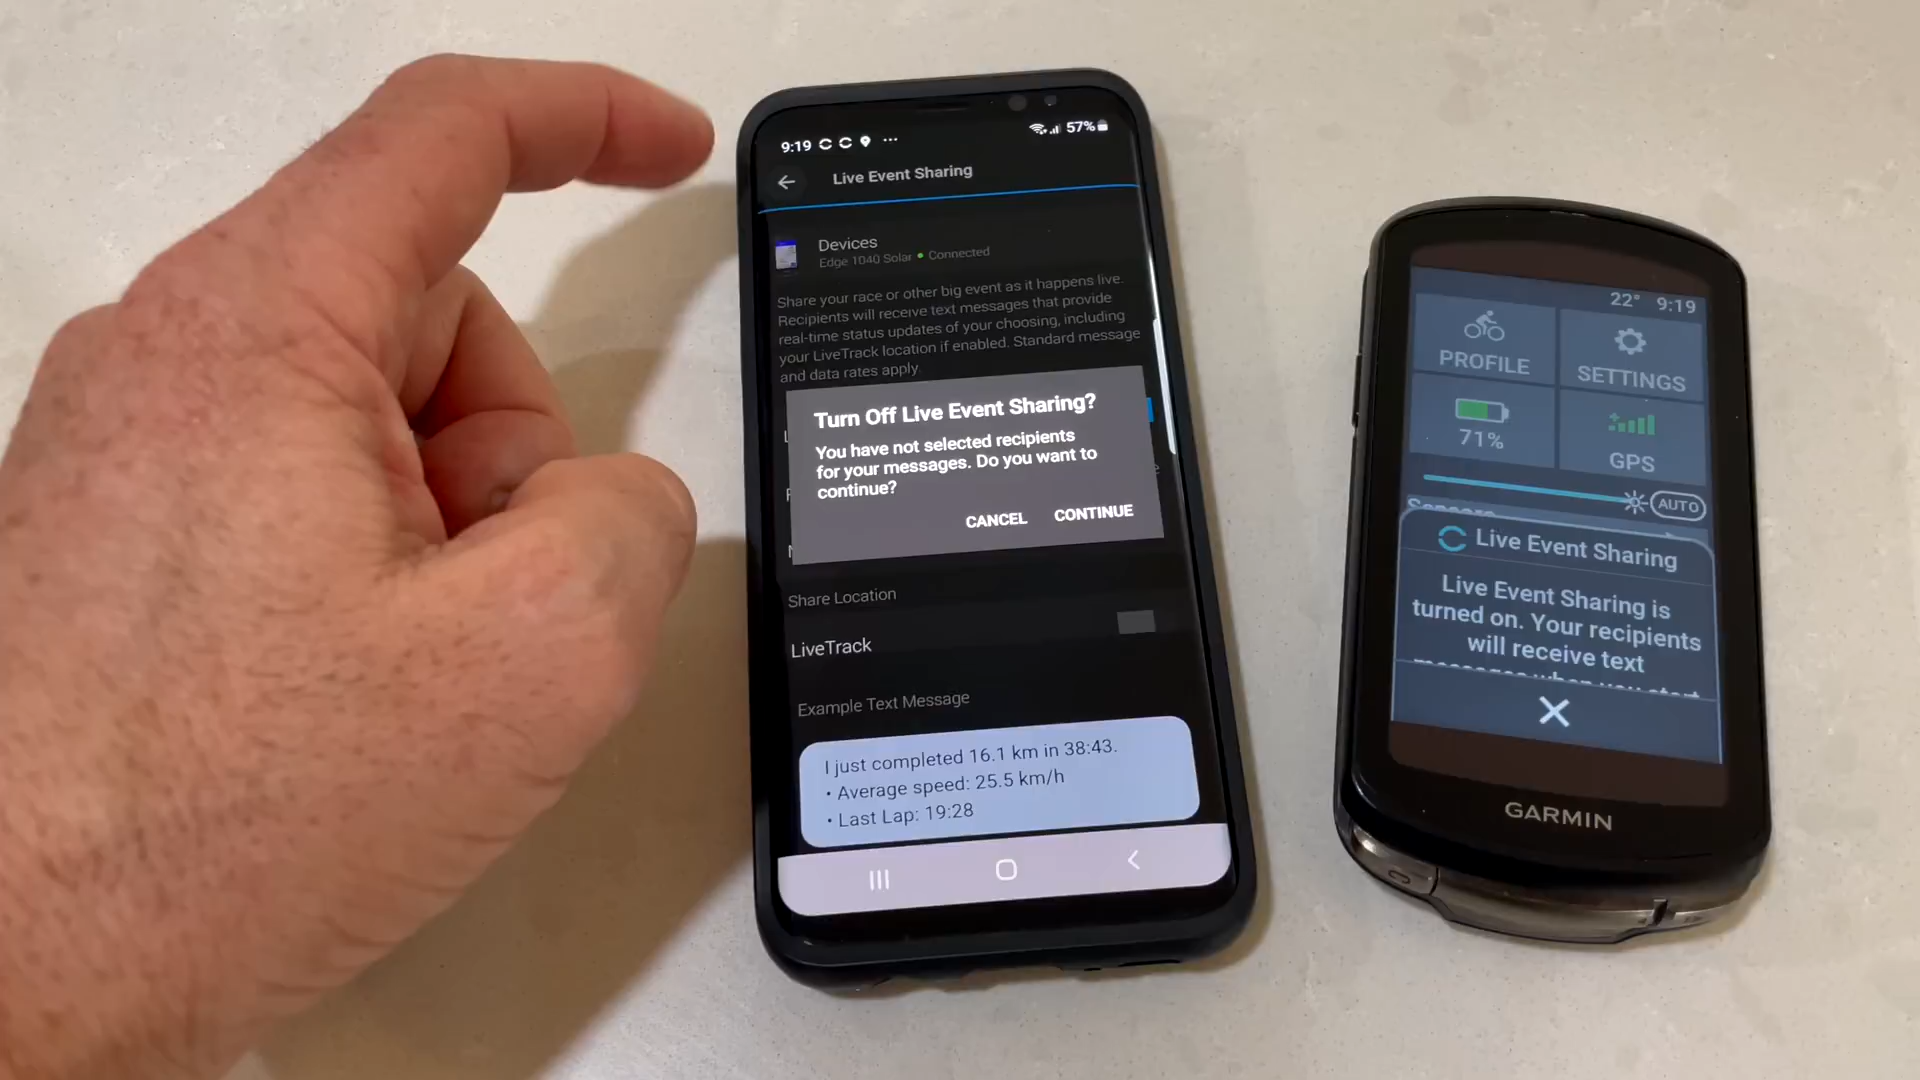 9:19
57%
Live Event Sharing
Devices
Edge 1040 Solar • Connected
Share your race or other big event as it happens live.
Recipients will receive text messages that provide
real-time status updates of your choosing, including
your LiveTrack location if enabled. Standard message
and data rates apply.
Turn Off Live Event Sharing?
You have not selected recipients
for your messages. Do you want to
continue?
CANCEL CONTINUE
Share Location
LiveTrack
Example Text Message
I just completed 16.1 km in 38:43.
• Average speed: 25.5 km/h
• Last Lap: 19:28
22° 9:19
PROFILE
SETTINGS
71%
GPS
AUTO
Sensors
Live Event Sharing
Live Event Sharing is
turned on. Your recipients
will receive text
messages when you start
GARMIN